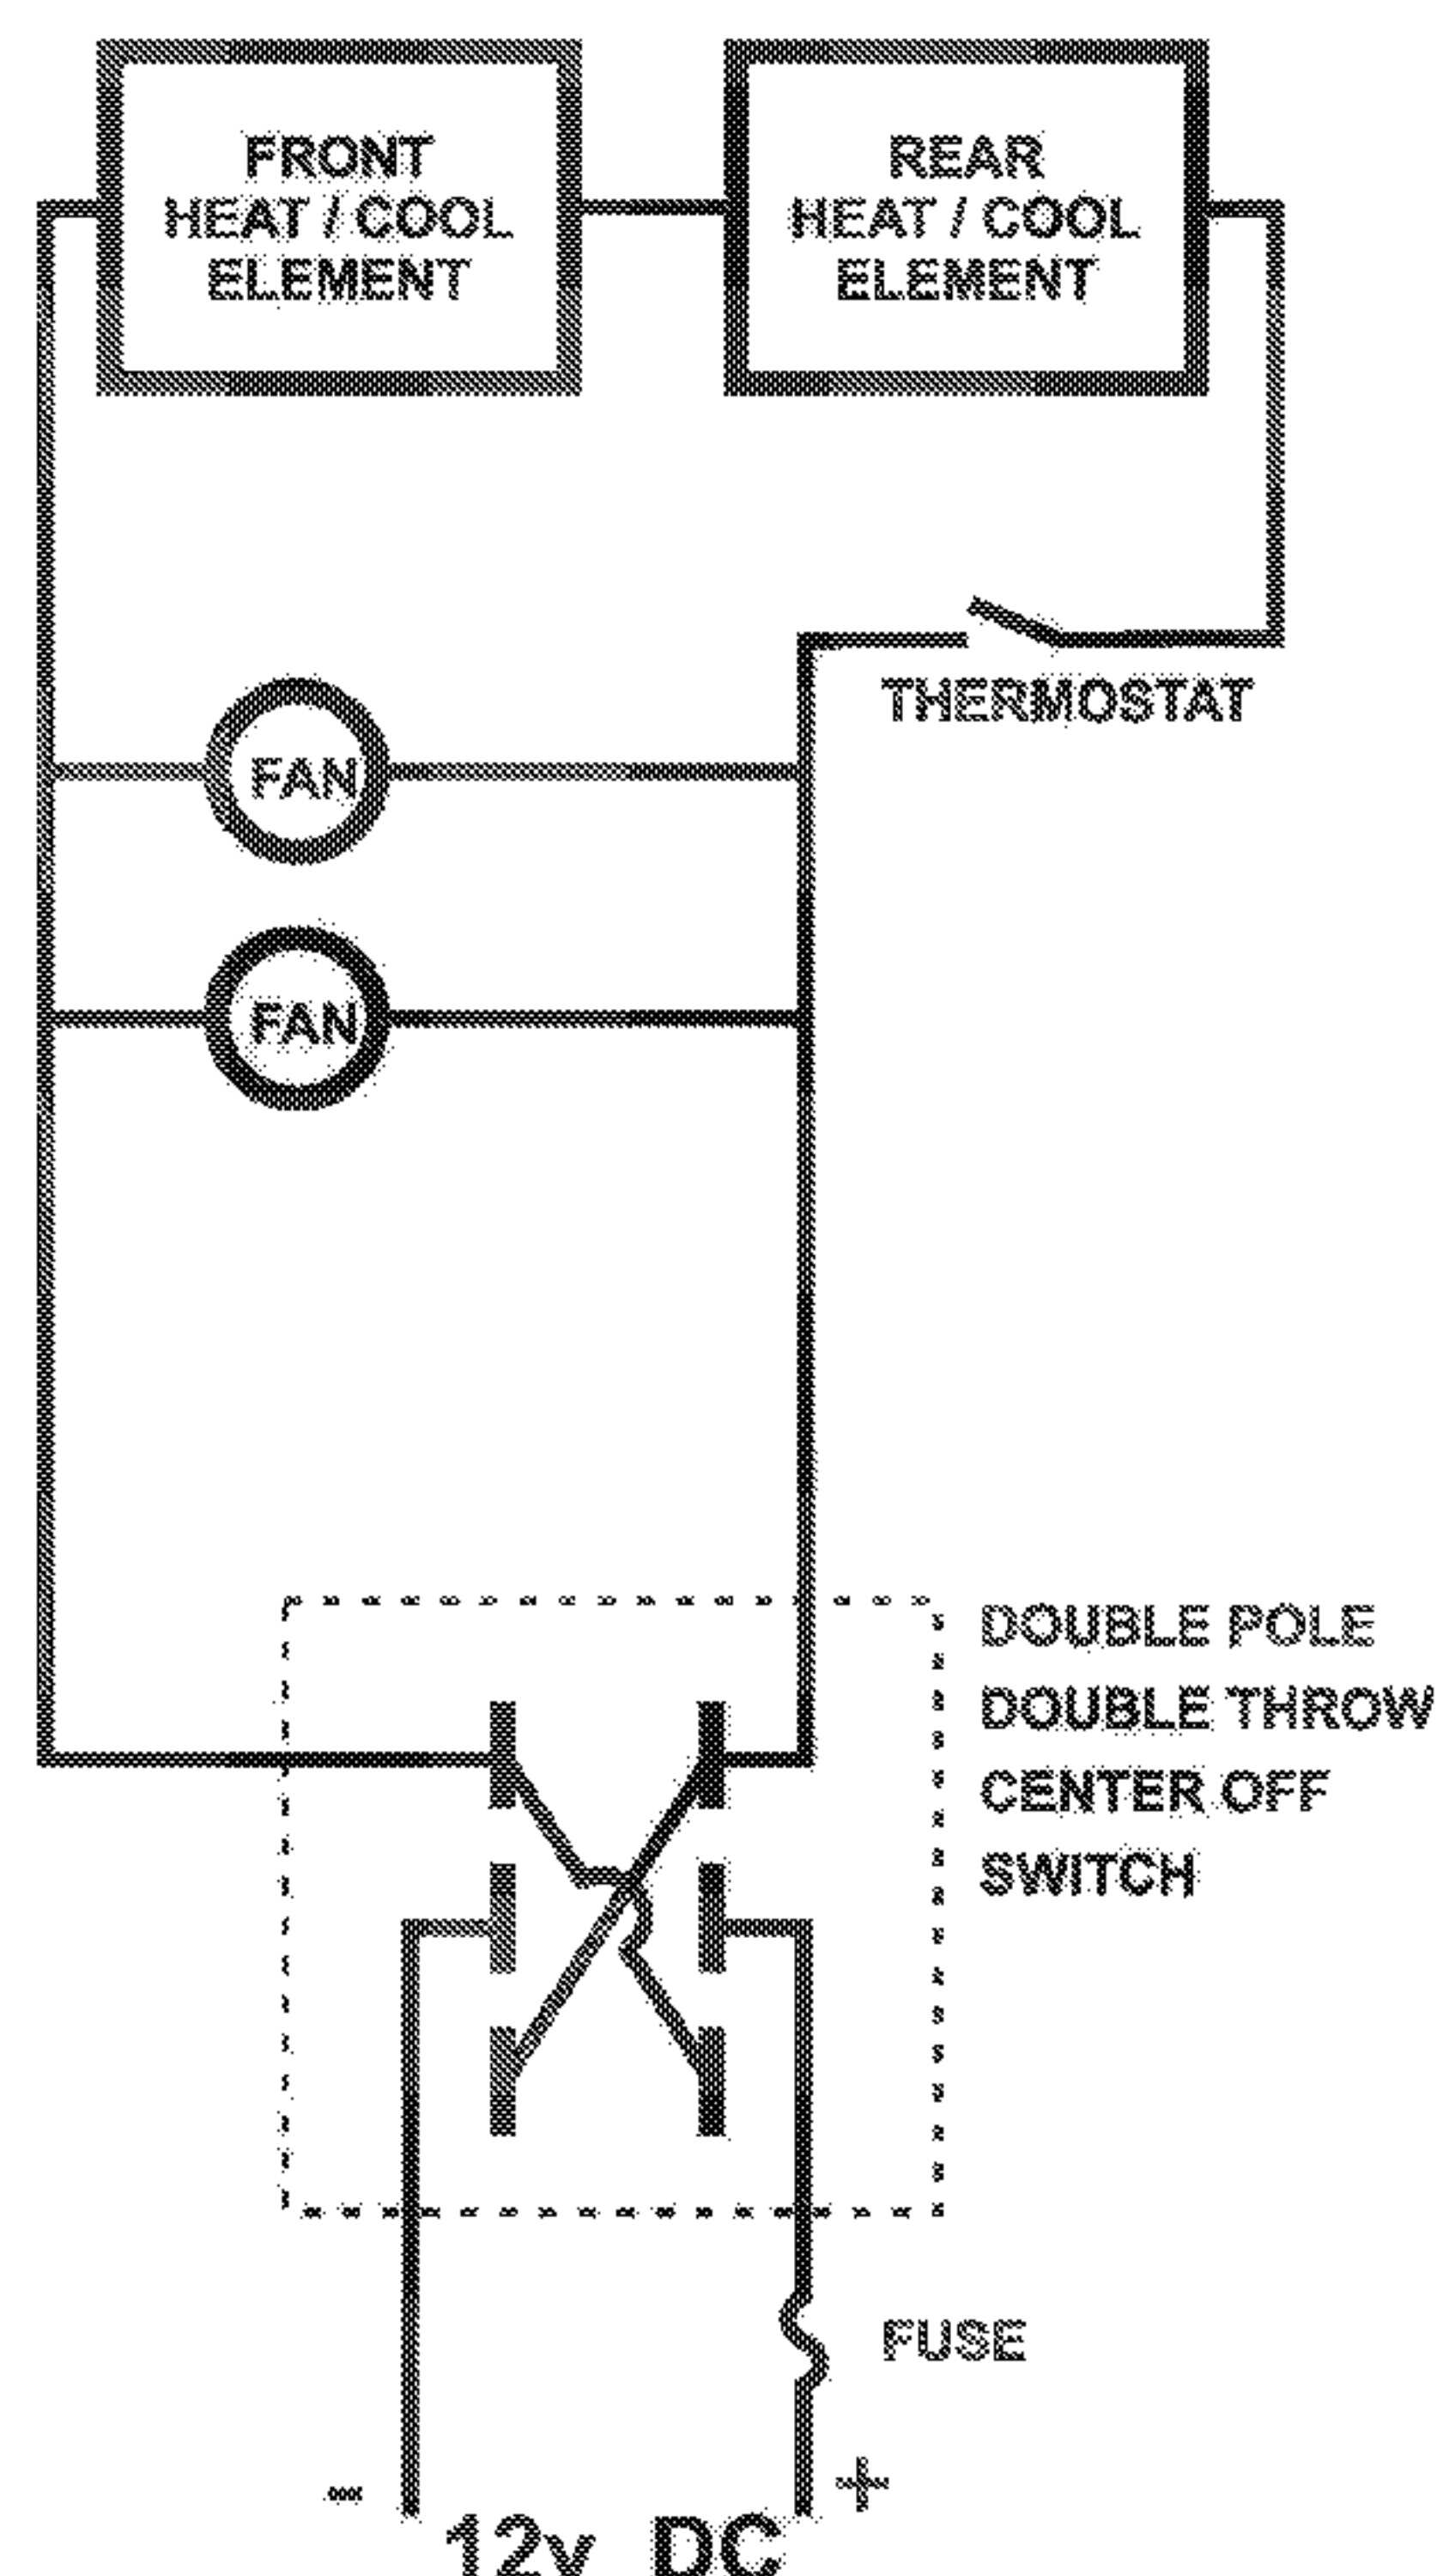 FRONT
HEAT / COOL
ELEMENT
REAR
HEAT / COOL
ELEMENT
THERMOSTAT
FAN
FAN
DOUBLE POLE
DOUBLE THROW
CENTER OFF
SWITCH
FUSE
- +
12v DC